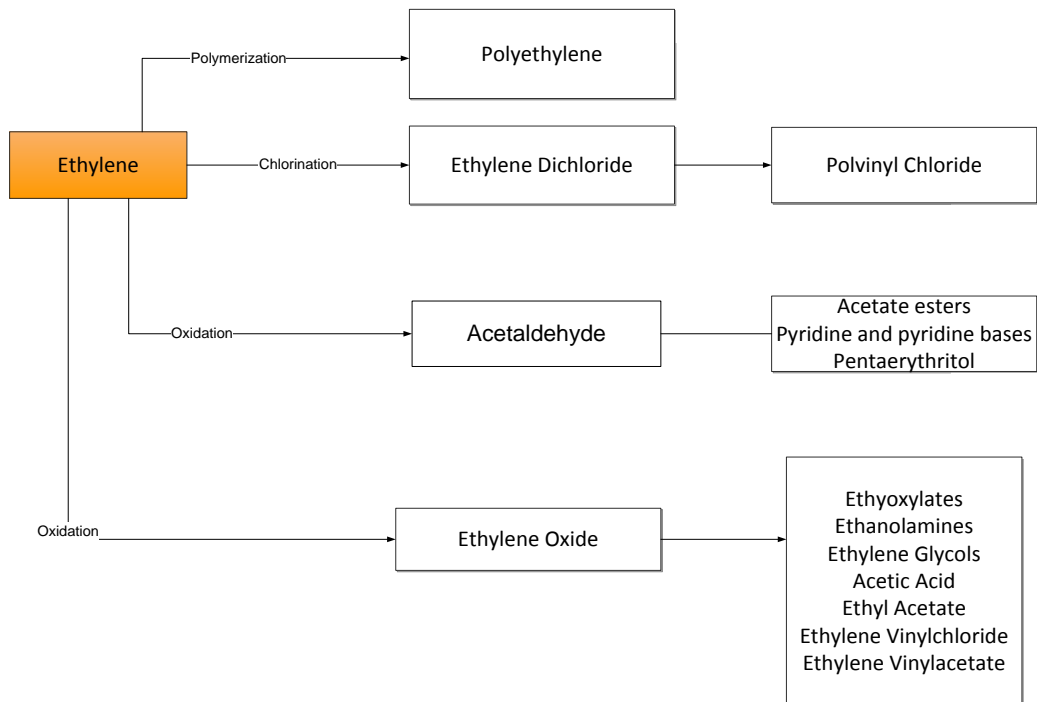 Polymerization
Polyethylene
Ethylene
Chlorination
Ethylene Dichloride
Polvinyl Chloride
Oxidation
Acetaldehyde
Acetate esters
Pyridine and pyridine bases
Pentaerythritol
Oxidation
Ethylene Oxide
Ethyoxylates
Ethanolamines
Ethylene Glycols
Acetic Acid
Ethyl Acetate
Ethylene Vinylchloride
Ethylene Vinylacetate